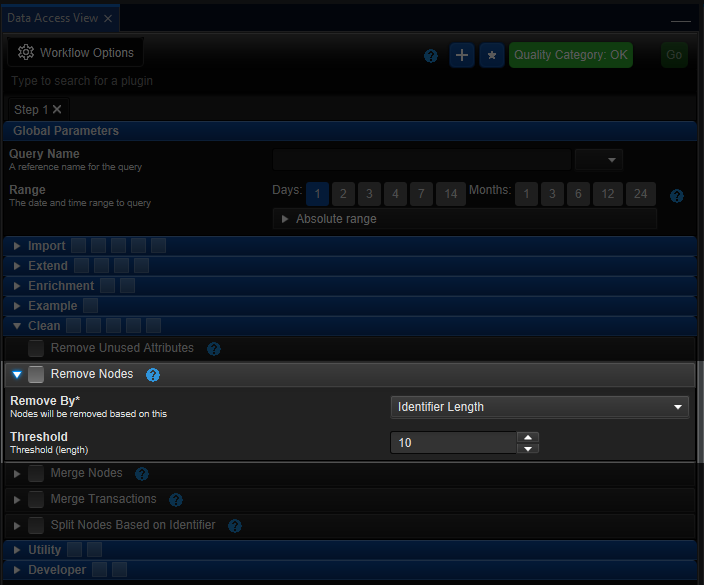 Data Access View
Workflow Options
Quality Category: OK
Go
Type to search for a plugin
Step 1
Global Parameters
Query Name
A reference name for the query
Range
The date and time range to query
Days: 1 2 3 4 7 14 Months: 1 3 6 12 24
Absolute range
Import
Extend
Enrichment
Example
Clean
Remove Unused Attributes
Remove Nodes
Remove By*
Nodes will be removed based on this
Identifier Length
Threshold
Threshold (length)
10
Merge Nodes
Merge Transactions
Split Nodes Based on Identifier
Utility
Developer